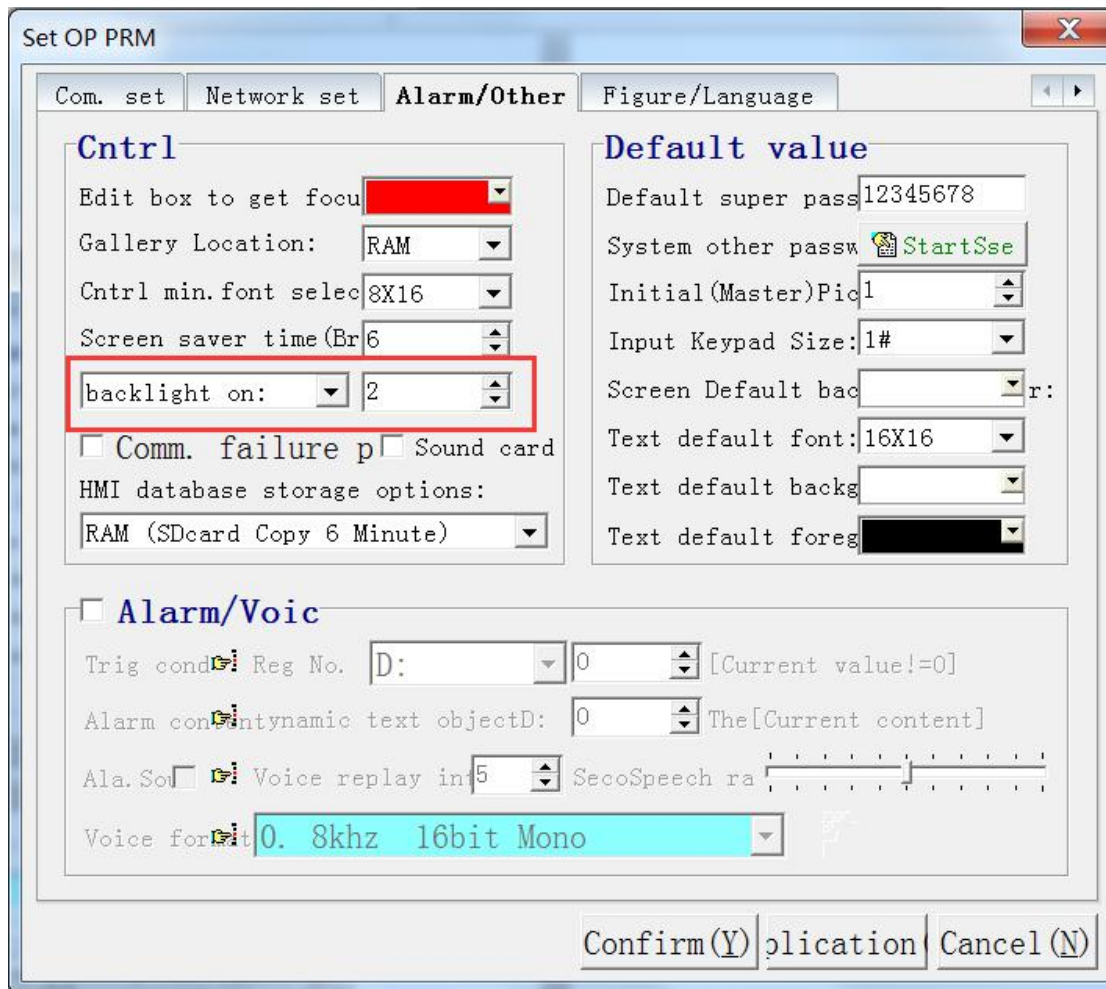 Set OP PRM
Com. set Network set Alarm/Other Figure/Language
Cntrl
Edit box to get focu
Gallery Location: RAM
Cntrl min.font selec 8X16
Screen saver time(Br 6
backlight on: 2
Comm. failure p Sound card
HMI database storage options:
RAM (SDcard Copy 6 Minute)
Default value
Default super pass 12345678
System other passw StartSse
Initial(Master)Pic 1
Input Keypad Size: 1#
Screen Default bac r:
Text default font: 16X16
Text default backg
Text default foreg
Alarm/Voic
Trig cond Reg No. D: 0 [Current value!=0]
Alarm conten tynamic text objectD: 0 The[Current content]
Ala.Sou Voice replay int 5 SecoSpeech ra
Voice format 0. 8khz 16bit Mono
Confirm(Y) plication( Cancel(N)